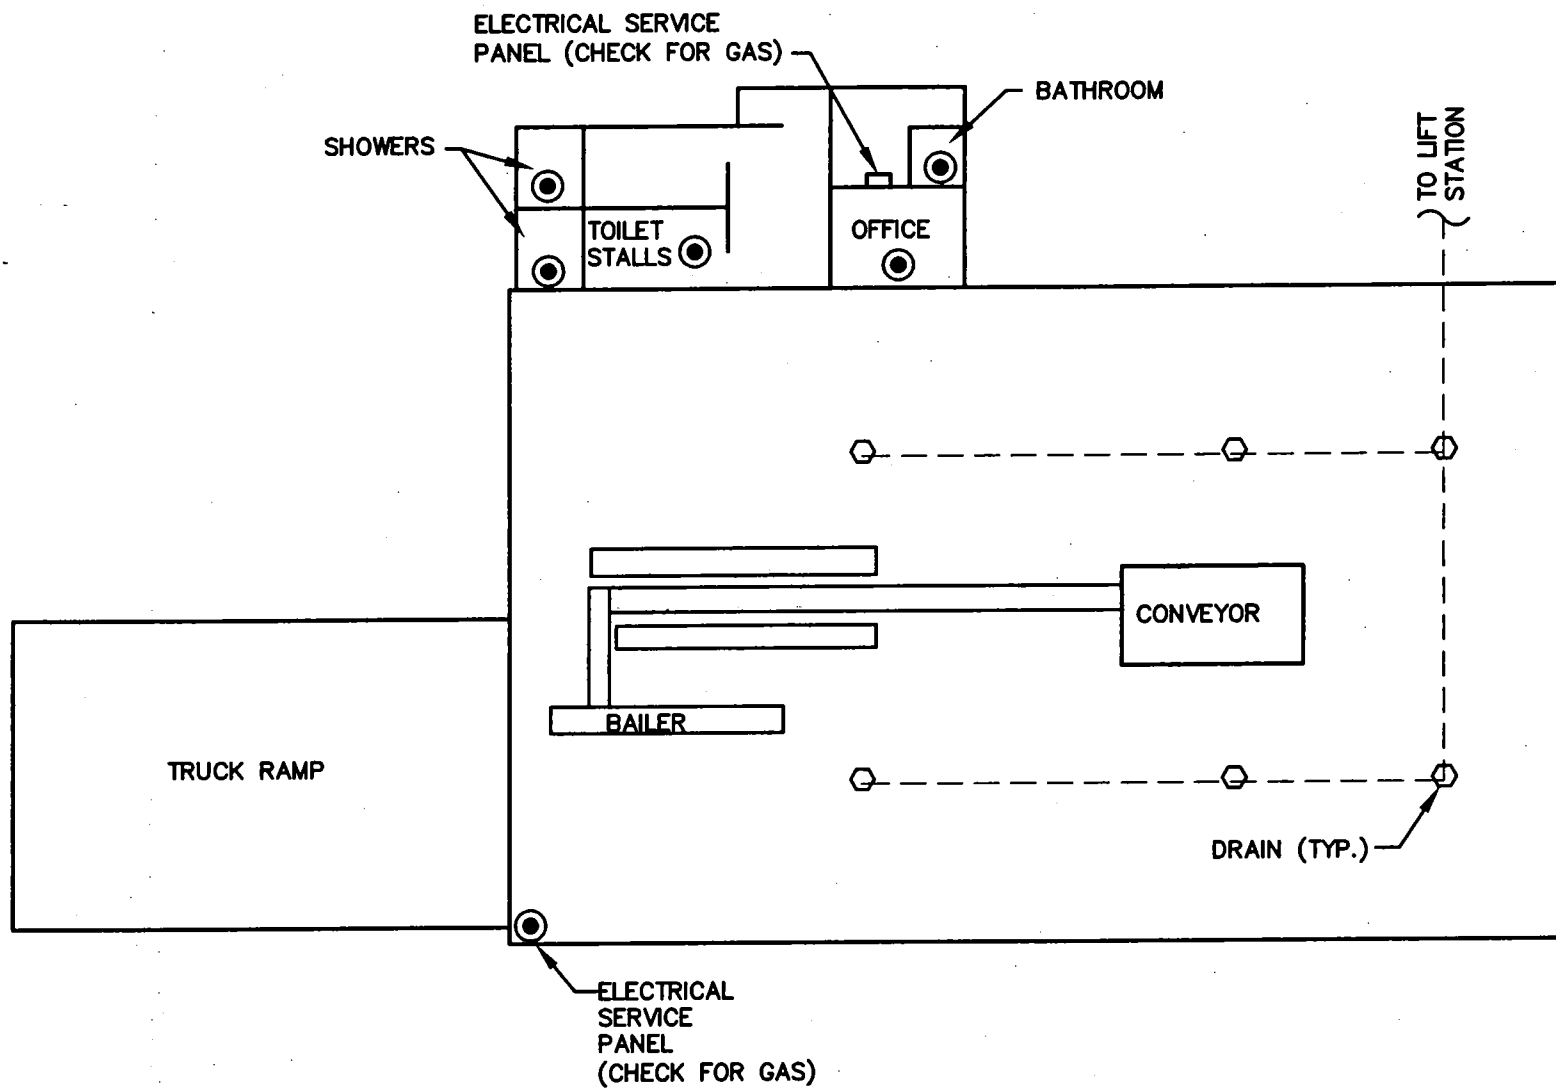 ELECTRICAL SERVICE
PANEL (CHECK FOR GAS)
BATHROOM
SHOWERS
TO LIFT
STATION
TOILET
STALLS
OFFICE
CONVEYOR
BAILER
TRUCK RAMP
DRAIN (TYP.)
ELECTRICAL
SERVICE
PANEL
(CHECK FOR GAS)